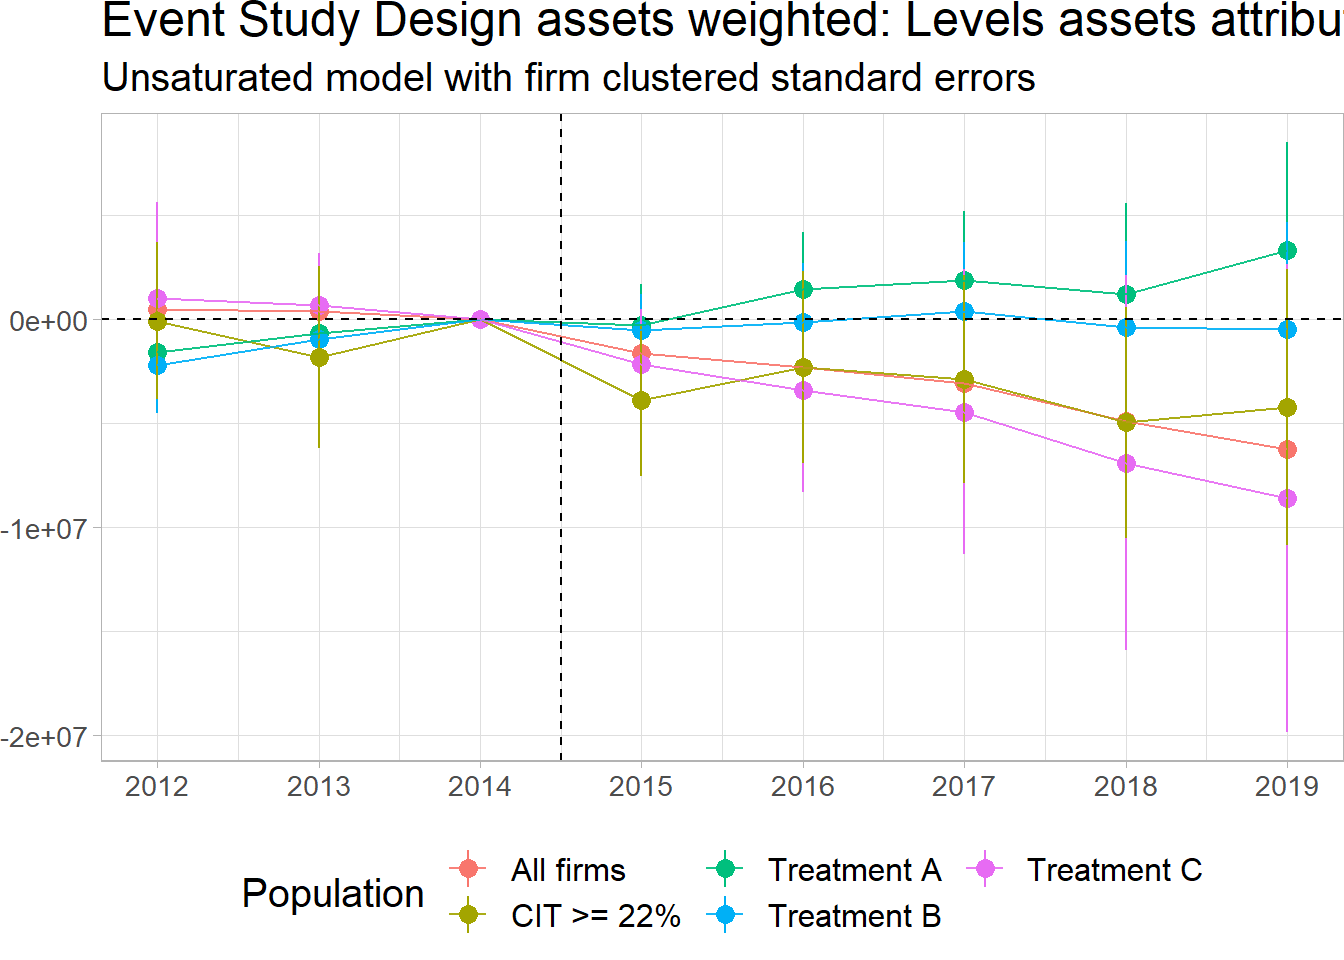 Event Study Design assets weighted: Levels assets
Unsaturated model with firm clustered standard errors
0e+00
-1e+07
-2e+07
2012 2013 2014 2015 2016 2017 2018 2019
Population
All firms Treatment A Treatment C
CIT >= 22% Treatment B